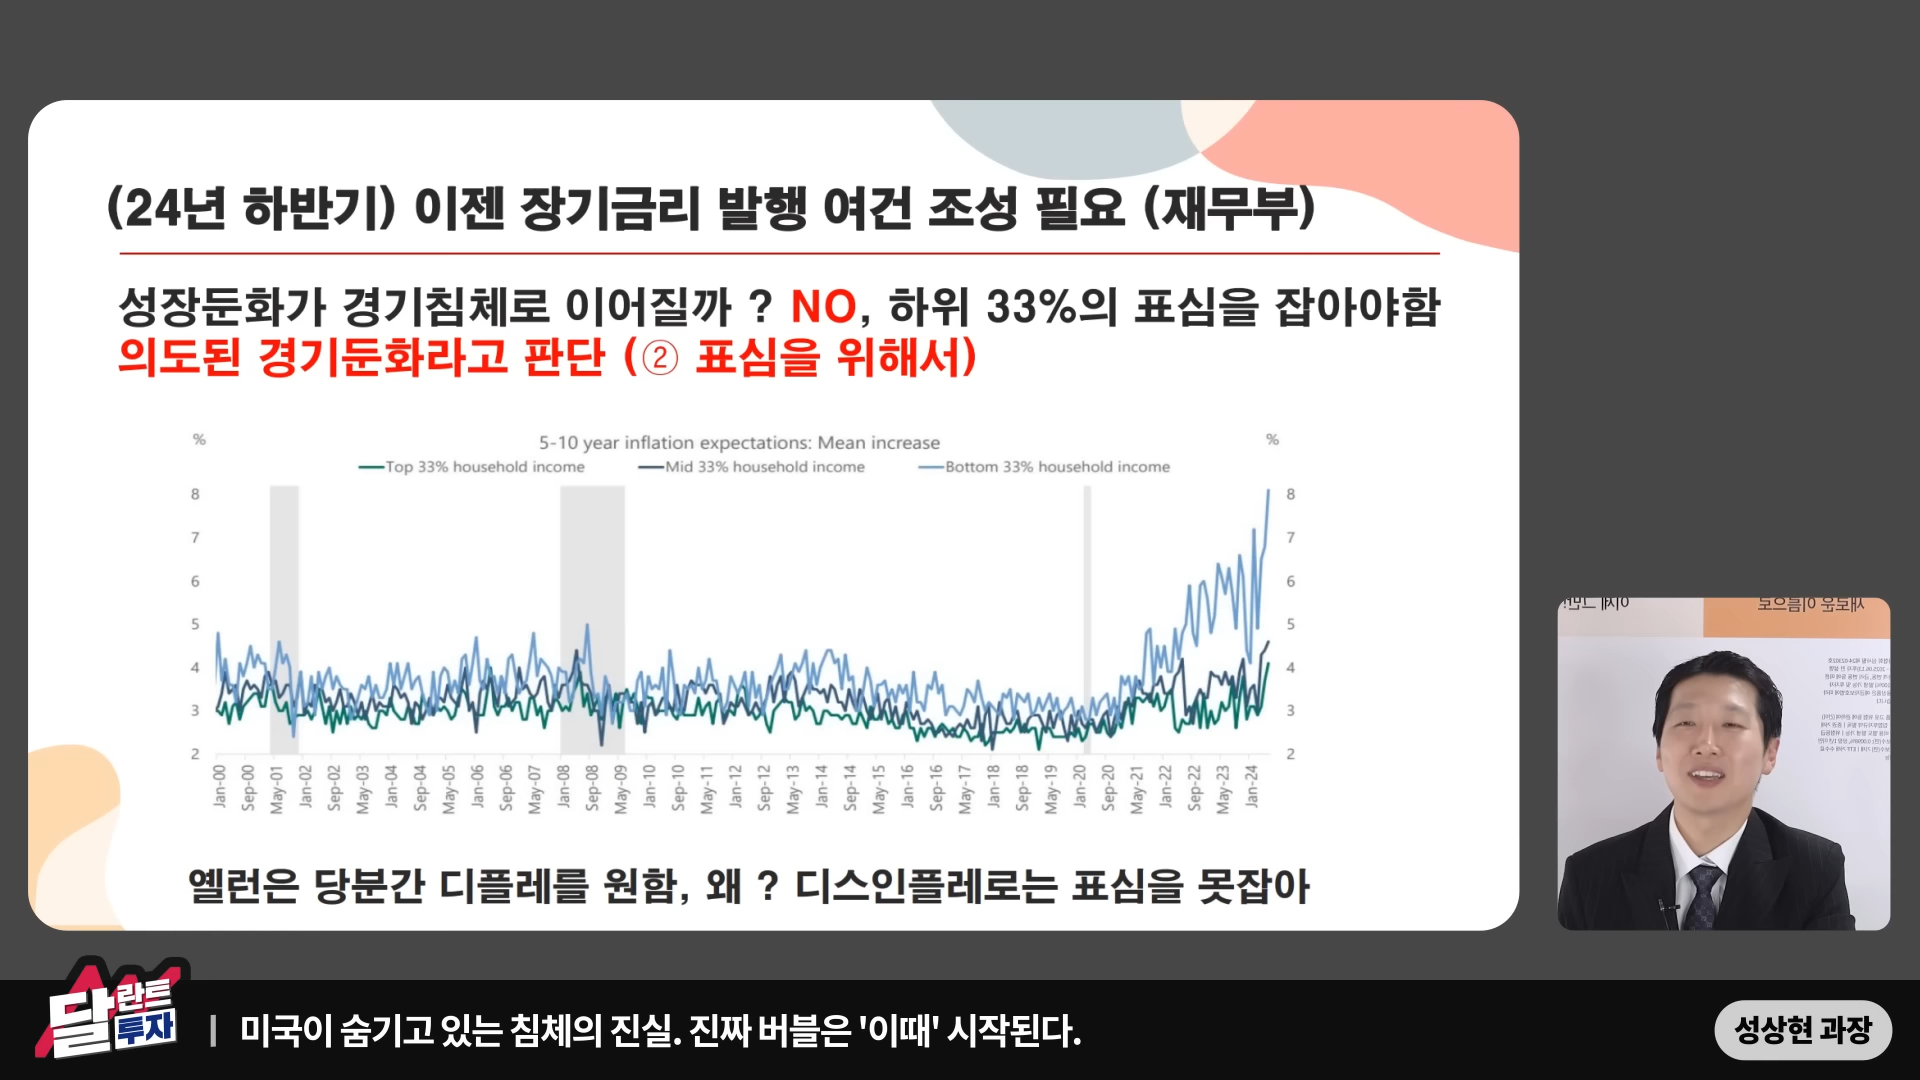 (24년 하반기) 이젠 장기금리 발행 여건 조성 필요 (재무부)
성장둔화가 경기침체로 이어질까 ? NO, 하위 33%의 표심을 잡아야함
의도된 경기둔화라고 판단 (② 표심을 위해서)
% 5-10 year inflation expectations: Mean increase %
Top 33% household income Mid 33% household income Bottom 33% household income
8 8
7 7
6 6
5 5
4 4
3 3
2 2
Jan-00 Sep-00 May-01 Jan-02 Sep-02 May-03 Jan-04 Sep-04 May-05 Jan-06 Sep-06 May-07 Jan-08 Sep-08 May-09 Jan-10 Sep-10 May-11 Jan-12 Sep-12 May-13 Jan-14 Sep-14 May-15 Jan-16 Sep-16 May-17 Jan-18 Sep-18 May-19 Jan-20 Sep-20 May-21 Jan-22 Sep-22 May-23 Jan-24
옐런은 당분간 디플레를 원함, 왜 ? 디스인플레로는 표심을 못잡아
새로운 이름으로
달란트투자
미국이 숨기고 있는 침체의 진실. 진짜 버블은 '이때' 시작된다.
성상현 과장